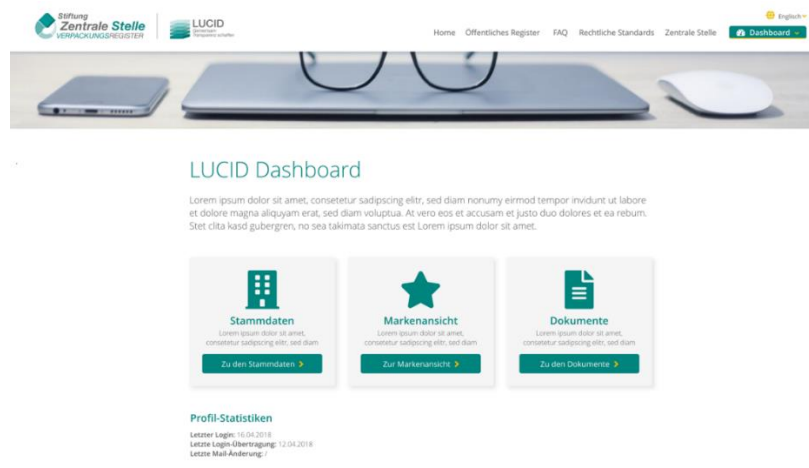 Stiftung
Zentrale Stelle
VERPACKUNGSREGISTER
LUCID
Gemeinsam
Transparenz schaffen
Englisch
Home Öffentliches Register FAQ Rechtliche Standards Zentrale Stelle Dashboard
LUCID Dashboard
Lorem ipsum dolor sit amet, consetetur sadipscing elitr, sed diam nonumy eirmod tempor invidunt ut labore
et dolore magna aliquyam erat, sed diam voluptua. At vero eos et accusam et justo duo dolores et ea rebum.
Stet clita kasd gubergren, no sea takimata sanctus est Lorem ipsum dolor sit amet.
Stammdaten
Lorem ipsum dolor sit amet,
consetetur sadipscing elitr, sed diam
Zu den Stammdaten >
Markenansicht
Lorem ipsum dolor sit amet,
consetetur sadipscing elitr, sed diam
Zur Markenansicht >
Dokumente
Lorem ipsum dolor sit amet,
consetetur sadipscing elitr, sed diam
Zu den Dokumente >
Profil-Statistiken
Letzter Login: 16.04.2018
Letzte Login-Übertragung: 12.04.2018
Letzte Mail-Änderung: /